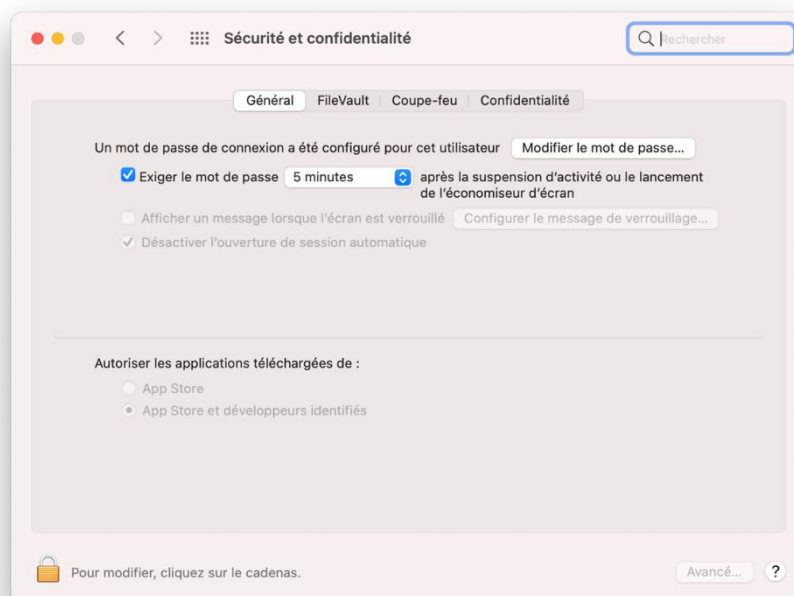 Sécurité et confidentialité
Rechercher
Général FileVault Coupe-feu Confidentialité
Un mot de passe de connexion a été configuré pour cet utilisateur Modifier le mot de passe...
Exiger le mot de passe 5 minutes après la suspension d'activité ou le lancement
de l'économiseur d'écran
Afficher un message lorsque l'écran est verrouillé Configurer le message de verrouillage...
Désactiver l'ouverture de session automatique
Autoriser les applications téléchargées de :
App Store
App Store et développeurs identifiés
Pour modifier, cliquez sur le cadenas. Avancé... ?